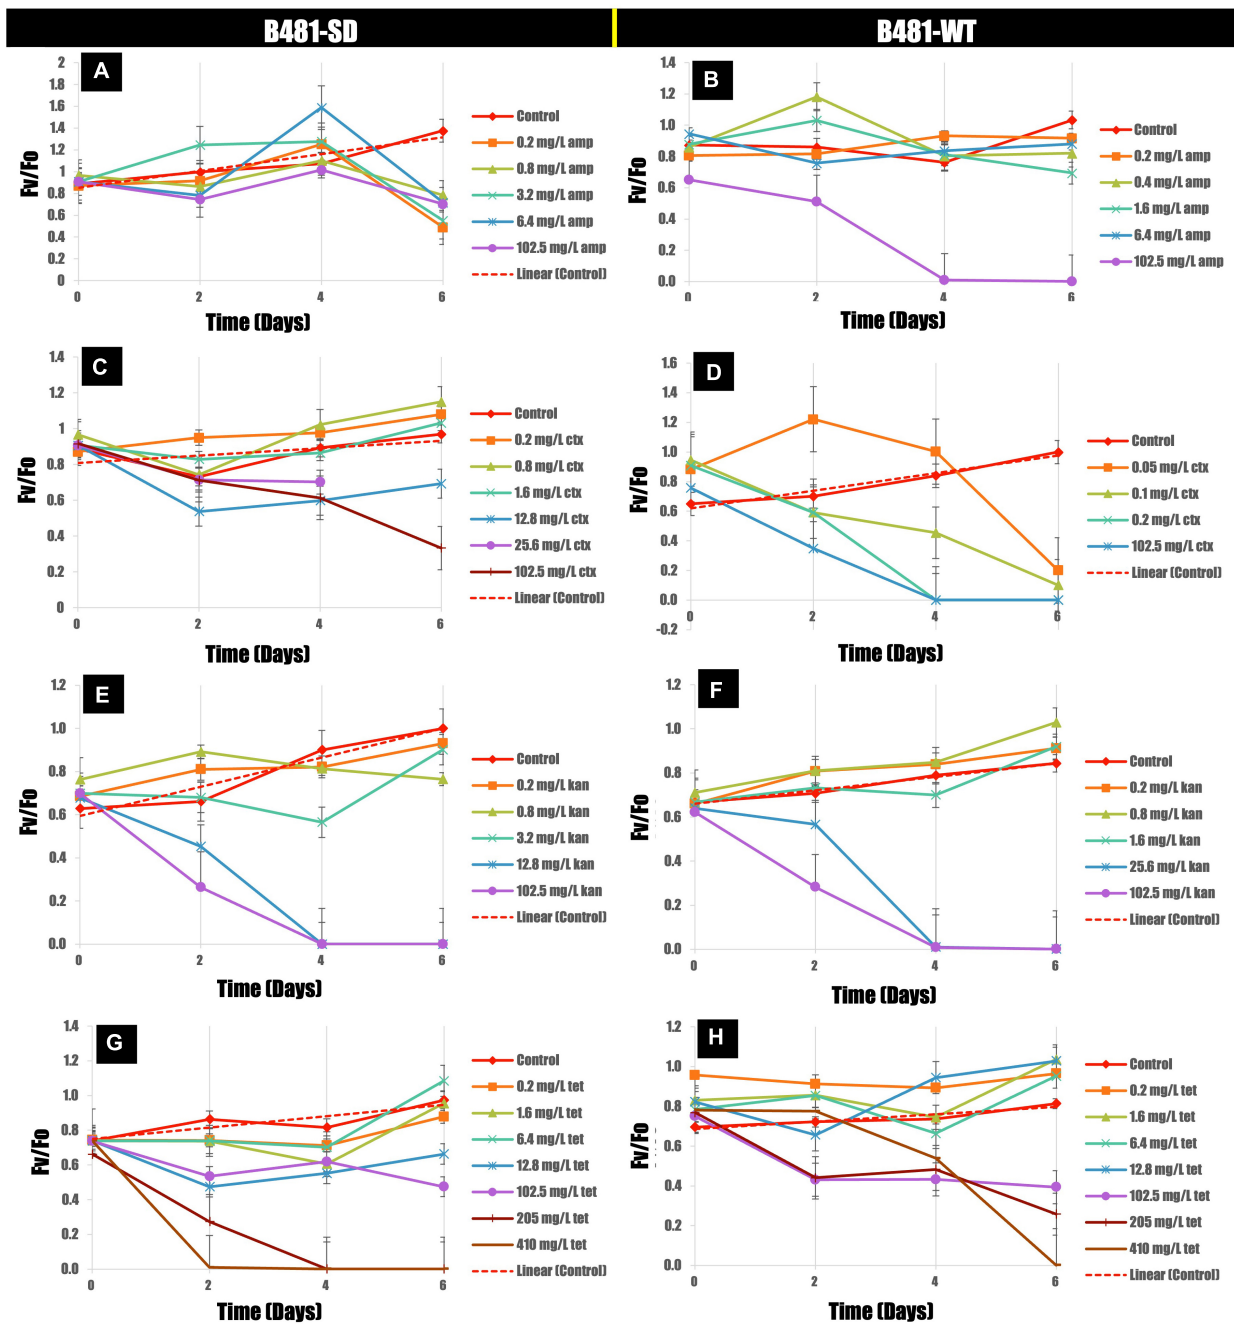 B481-SD
B481-WT
A
Fv/Fo
2
1.8
1.6
1.4
1.2
1
0.8
0.6
0.4
0.2
0
0
2
4
6
Time (Days)
Control
0.2 mg/L amp
0.8 mg/L amp
3.2 mg/L amp
6.4 mg/L amp
102.5 mg/L amp
Linear (Control)
B
Fv/Fo
1.4
1.2
1.0
0.8
0.6
0.4
0.2
0.0
0
2
4
6
Time (Days)
Control
0.2 mg/L amp
0.4 mg/L amp
1.6 mg/L amp
6.4 mg/L amp
102.5 mg/L amp
C
Fv/Fo
1.4
1.2
1
0.8
0.6
0.4
0.2
0
0
2
4
6
Time (Days)
Control
0.2 mg/L ctx
0.8 mg/L ctx
1.6 mg/L ctx
12.8 mg/L ctx
25.6 mg/L ctx
102.5 mg/L ctx
Linear (Control)
D
Fv/Fo
1.6
1.4
1.2
1.0
0.8
0.6
0.4
0.2
0.0
-0.2
0
2
4
6
Time (Days)
Control
0.05 mg/L ctx
0.1 mg/L ctx
0.2 mg/L ctx
102.5 mg/L ctx
Linear (Control)
E
Fv/Fo
1.2
1.0
0.8
0.6
0.4
0.2
0.0
0
2
4
6
Time (Days)
Control
0.2 mg/L kan
0.8 mg/L kan
3.2 mg/L kan
12.8 mg/L kan
102.5 mg/L kan
Linear (Control)
F
Fv/Fo
1.2
1.0
0.8
0.6
0.4
0.2
0.0
0
2
4
6
Time (Days)
Control
0.2 mg/L kan
0.8 mg/L kan
1.6 mg/L kan
25.6 mg/L kan
102.5 mg/L kan
Linear (Control)
G
Fv/Fo
1.4
1.2
1.0
0.8
0.6
0.4
0.2
0.0
0
2
4
6
Time (Days)
Control
0.2 mg/L tet
1.6 mg/L tet
6.4 mg/L tet
12.8 mg/L tet
102.5 mg/L tet
205 mg/L tet
410 mg/L tet
Linear (Control)
H
Fv/Fo
1.2
1.0
0.8
0.6
0.4
0.2
0.0
0
2
4
6
Time (Days)
Control
0.2 mg/L tet
1.6 mg/L tet
6.4 mg/L tet
12.8 mg/L tet
102.5 mg/L tet
205 mg/L tet
410 mg/L tet
Linear (Control)